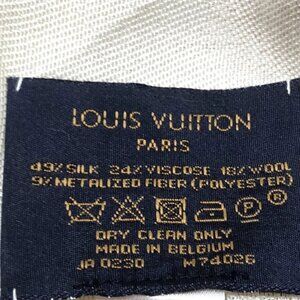 LOUIS VUITTON
PARIS
49% SILK 24% VISCOSE 18% WOOL
9% METALIZED FIBER (POLYESTER)
P ®
DRY CLEAN ONLY
MADE IN BELGIUM
JA 0230 M74026